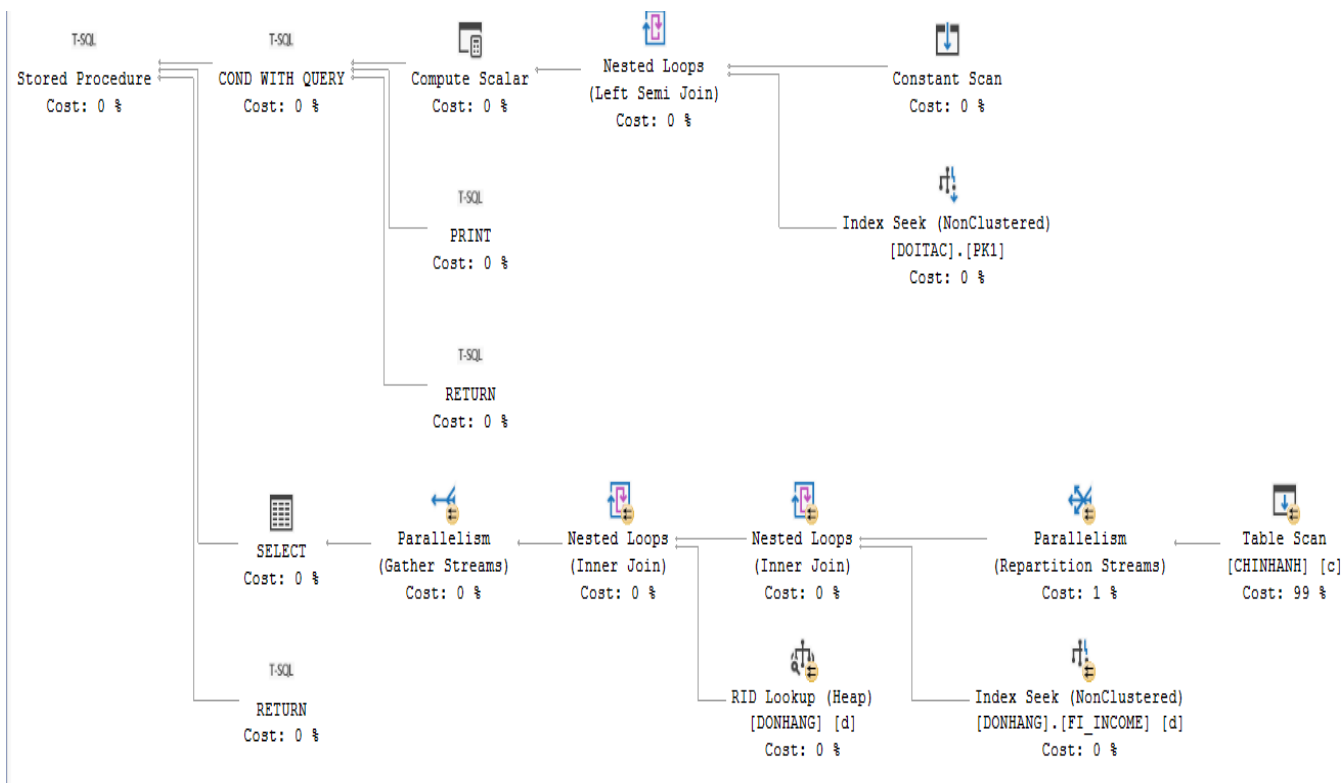 T-SQL
Stored Procedure
Cost: 0 %
T-SQL
COND WITH QUERY
Cost: 0 %
Compute Scalar
Cost: 0 %
Nested Loops
(Left Semi Join)
Cost: 0 %
Constant Scan
Cost: 0 %
Index Seek (NonClustered)
[DOITAC].[PK1]
Cost: 0 %
T-SQL
PRINT
Cost: 0 %
T-SQL
RETURN
Cost: 0 %
SELECT
Cost: 0 %
Parallelism
(Gather Streams)
Cost: 0 %
Nested Loops
(Inner Join)
Cost: 0 %
Nested Loops
(Inner Join)
Cost: 0 %
Parallelism
(Repartition Streams)
Cost: 1 %
Table Scan
[CHINHANH] [c]
Cost: 99 %
RID Lookup (Heap)
[DONHANG] [d]
Cost: 0 %
Index Seek (NonClustered)
[DONHANG].[FI_INCOME] [d]
Cost: 0 %
T-SQL
RETURN
Cost: 0 %